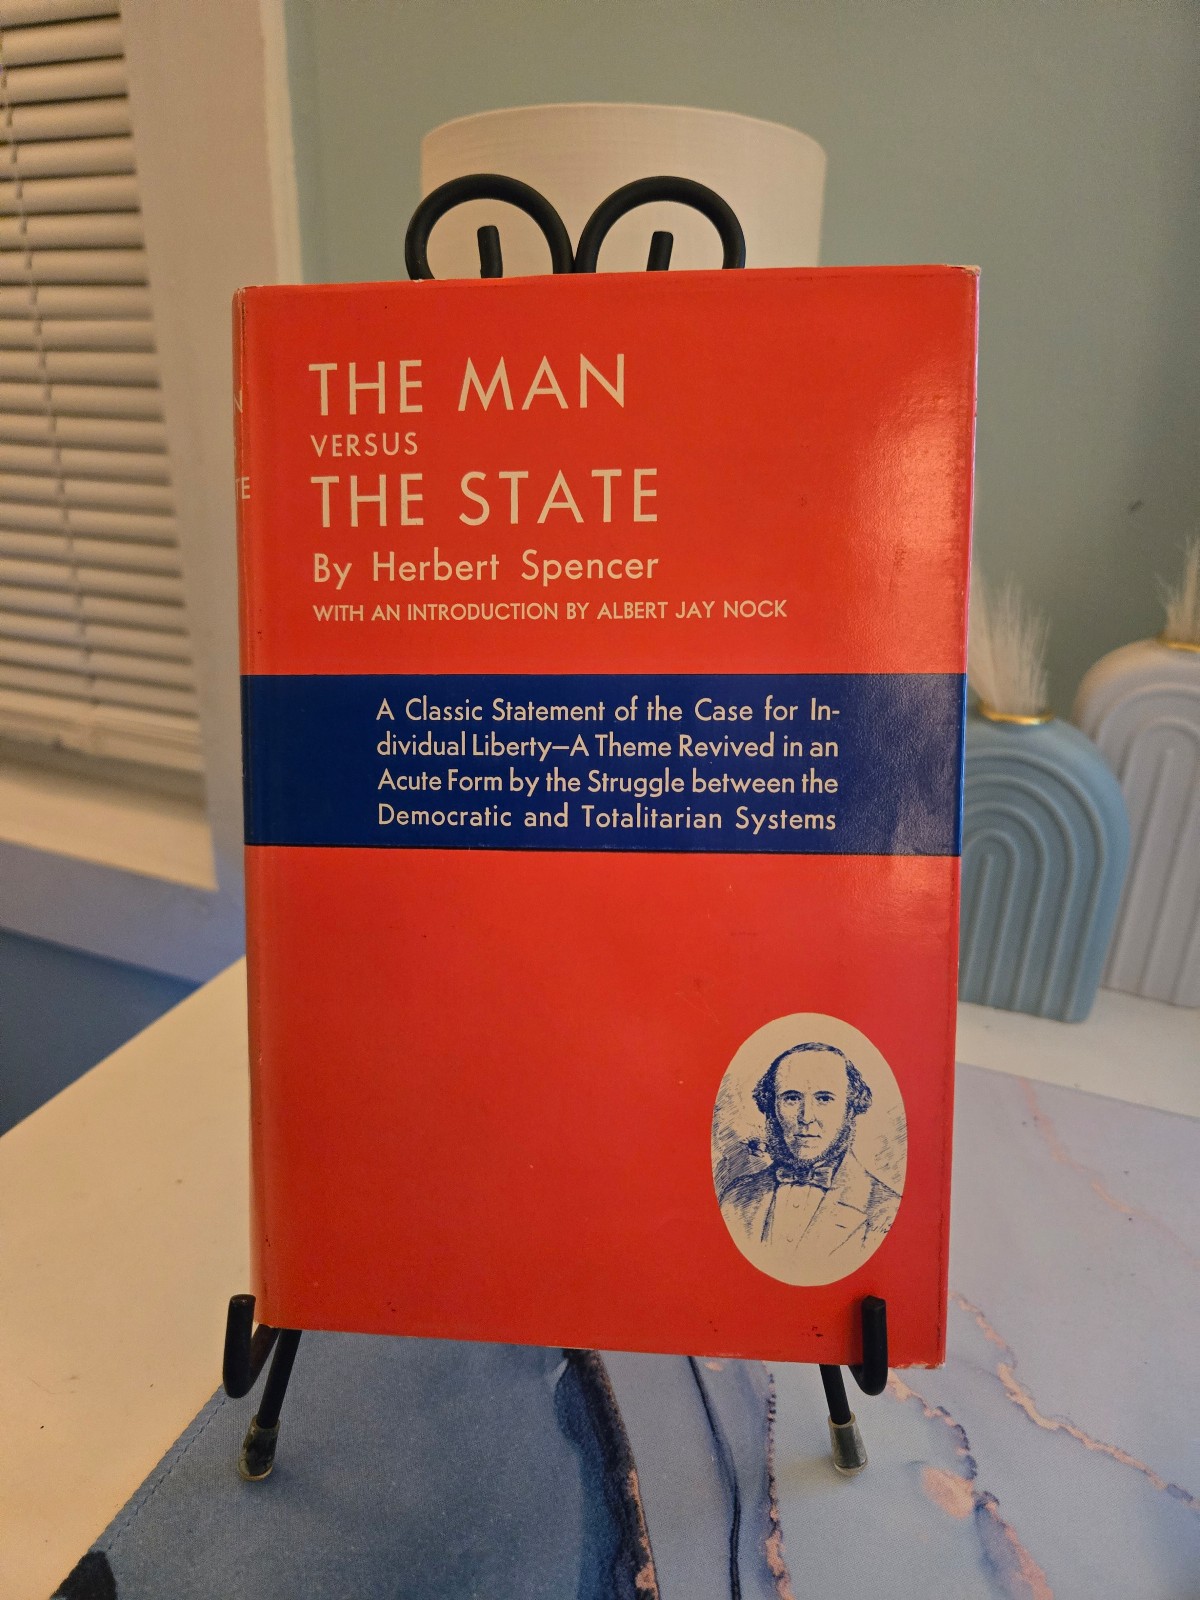 THE MAN
VERSUS
THE STATE
By Herbert Spencer
WITH AN INTRODUCTION BY ALBERT JAY NOCK
A Classic Statement of the Case for In-
dividual Liberty—A Theme Revived in an
Acute Form by the Struggle between the
Democratic and Totalitarian Systems